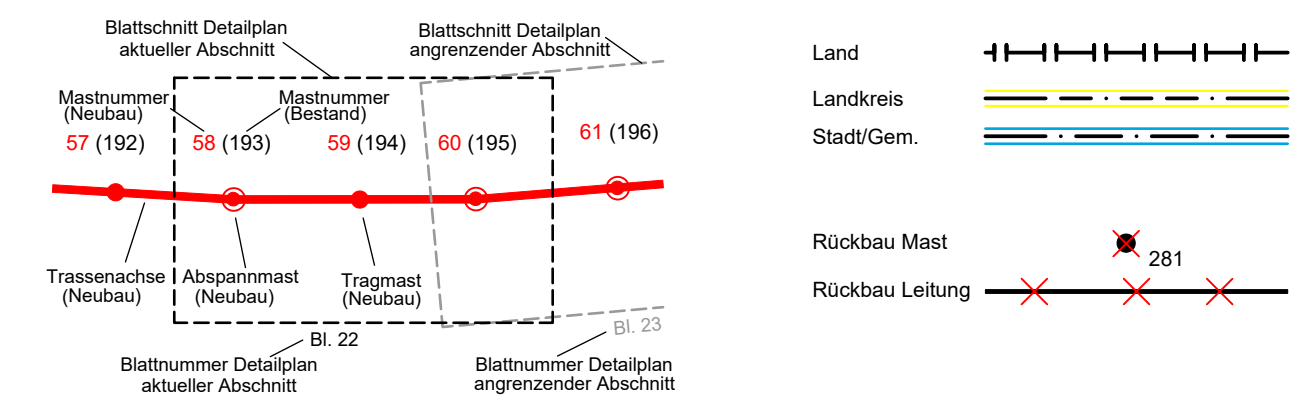 Blattschnitt Detailplan
aktueller Abschnitt
Blattschnitt Detailplan
angrenzender Abschnitt
Mastnummer
(Neubau)
Mastnummer
(Bestand)
57 (192)
58 (193)
59 (194)
60 (195)
61 (196)
Trassenachse
(Neubau)
Abspannmast
(Neubau)
Tragmast
(Neubau)
Bl. 22
Bl. 23
Blattnummer Detailplan
aktueller Abschnitt
Blattnummer Detailplan
angrenzender Abschnitt
Land
Landkreis
Stadt/Gem.
Rückbau Mast
281
Rückbau Leitung